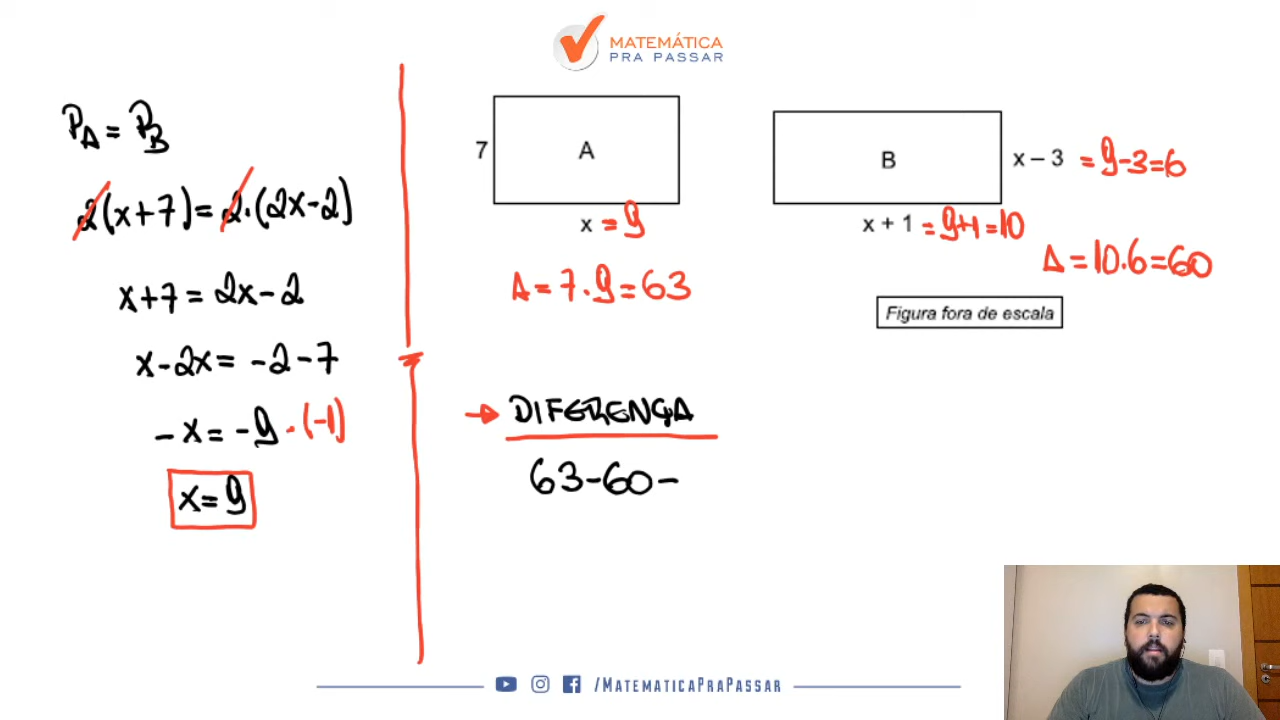 MATEMÁTICA
PRA PASSAR
P_A = P_B
2(x+7) = 2·(2x-2)
x+7 = 2x-2
x-2x = -2-7
-x = -9 ·(-1)
x = 9
7
A
x = 9
A = 7.9 = 63
B
x – 3 = 9-3=6
x + 1 = 9+1=10
A = 10.6=60
Figura fora de escala
→ DIFERENÇA
63-60-
/MATEMATICAPRAPASSAR